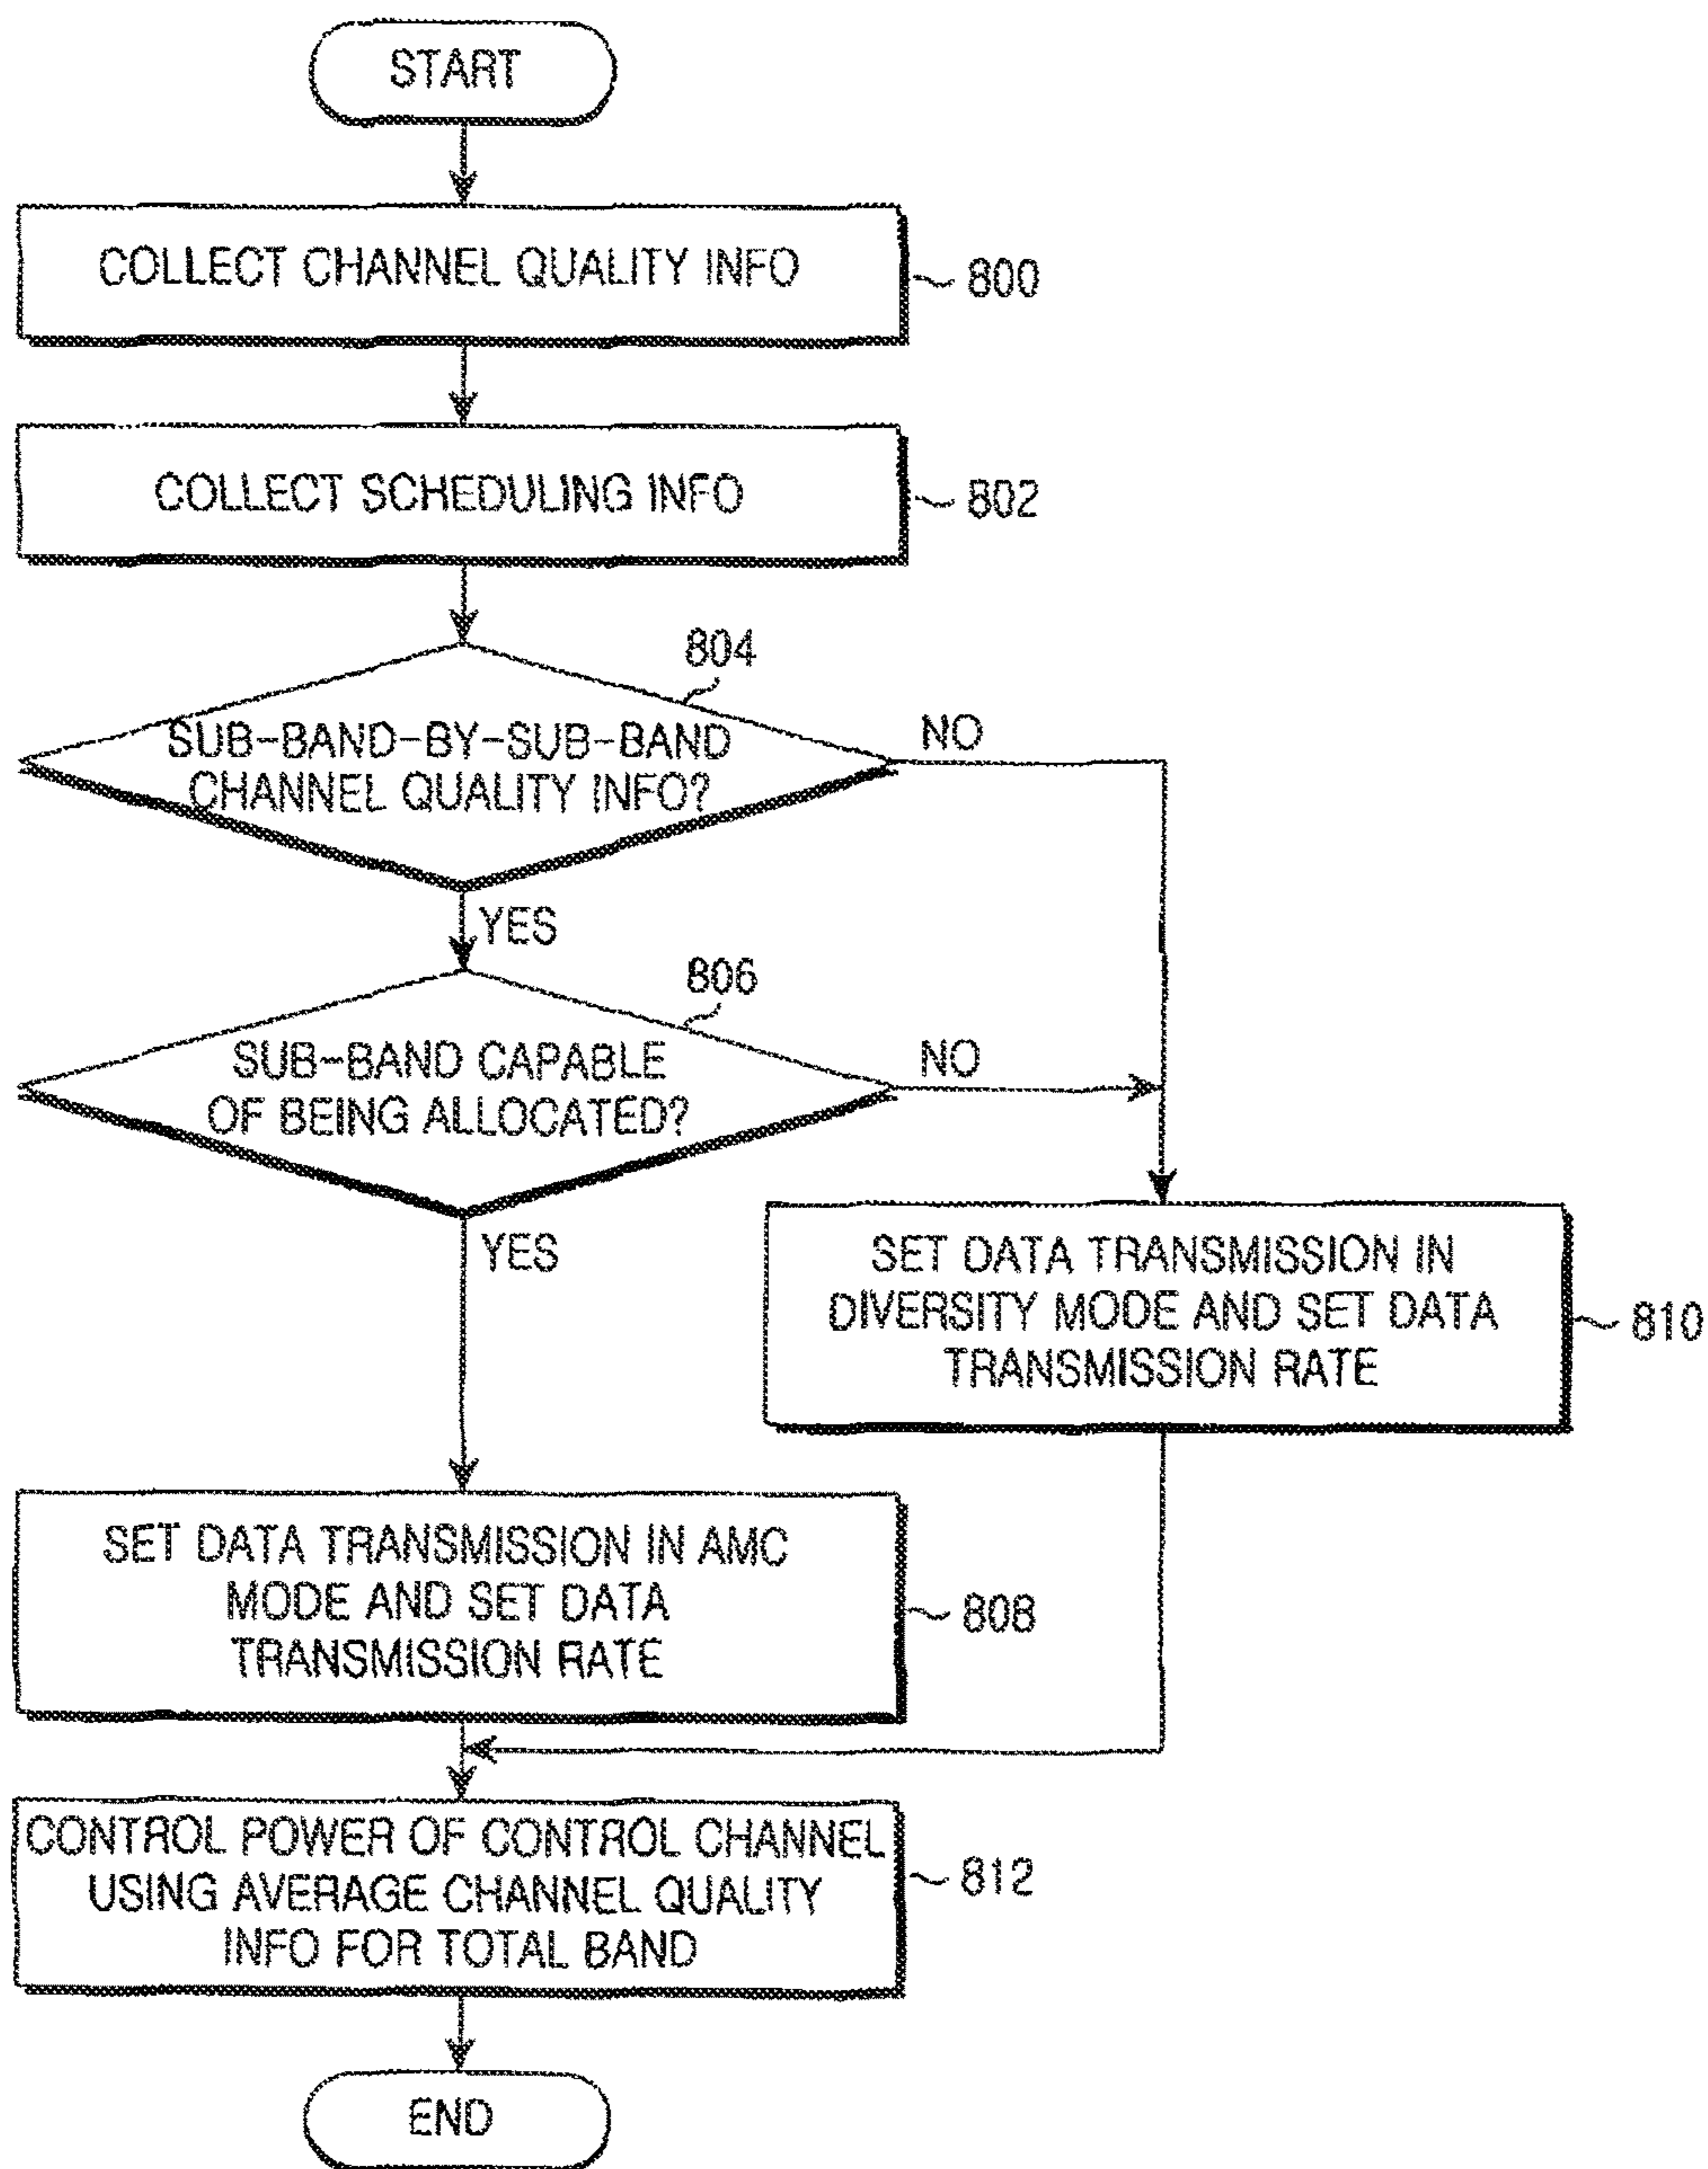 START
COLLECT CHANNEL QUALITY INFO
800
COLLECT SCHEDULING INFO
802
804
SUB-BAND-BY-SUB-BAND
CHANNEL QUALITY INFO?
NO
YES
806
SUB-BAND CAPABLE
OF BEING ALLOCATED?
NO
YES
SET DATA TRANSMISSION IN
DIVERSITY MODE AND SET DATA
TRANSMISSION RATE
810
SET DATA TRANSMISSION IN AMC
MODE AND SET DATA
TRANSMISSION RATE
808
CONTROL POWER OF CONTROL CHANNEL
USING AVERAGE CHANNEL QUALITY
INFO FOR TOTAL BAND
812
END